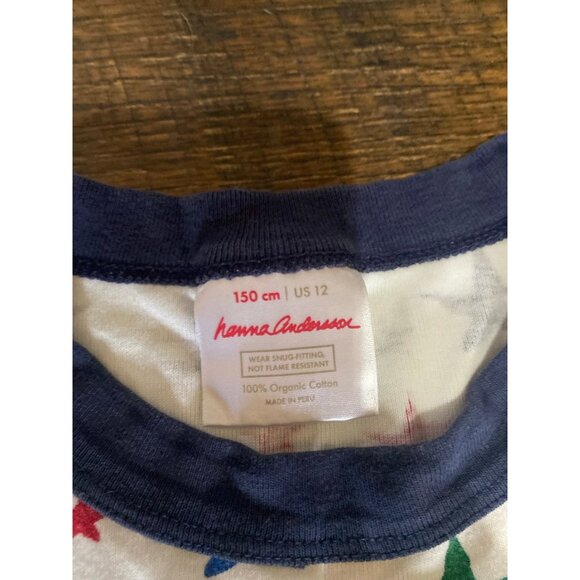 150 cm | US 12
hanna andersson
WEAR SNUG-FITTING,
NOT FLAME RESISTANT
100% Organic Cotton
MADE IN PERU